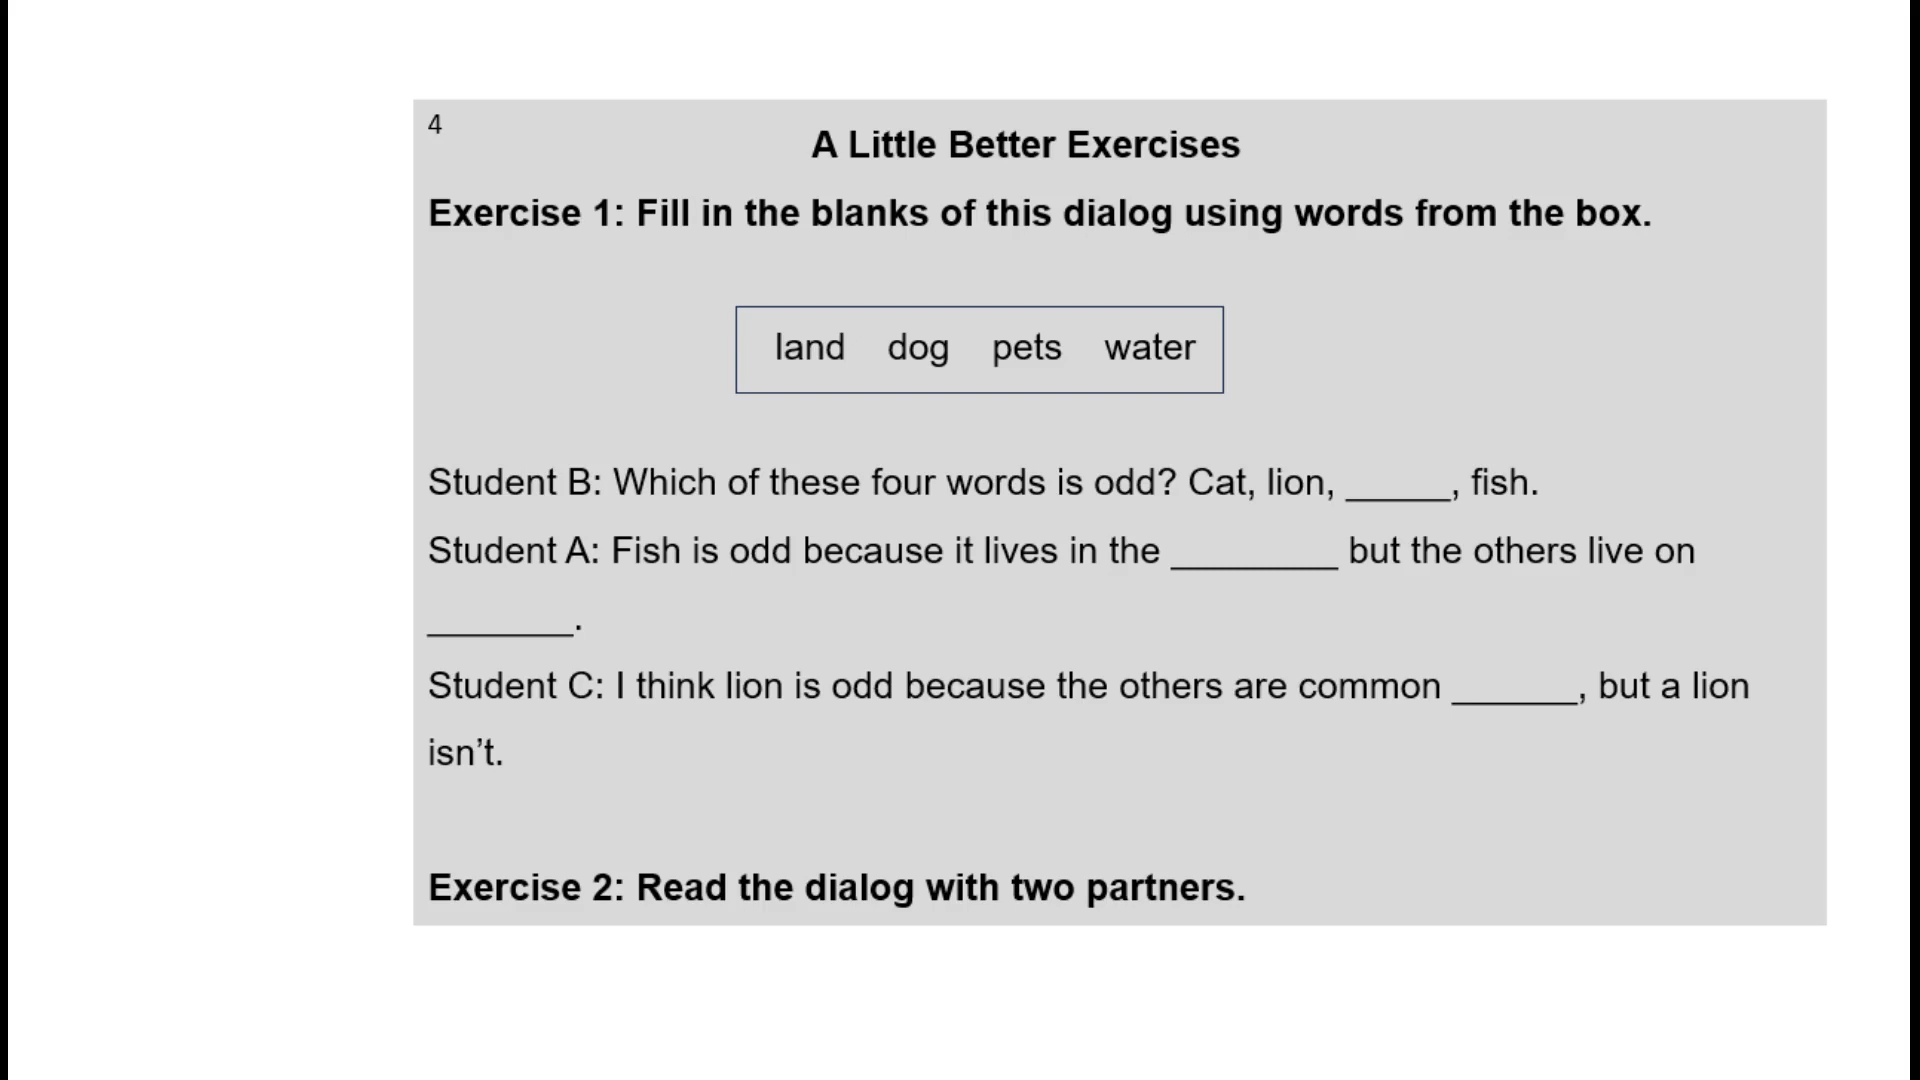 4
A Little Better Exercises
Exercise 1: Fill in the blanks of this dialog using words from the box.
land dog pets water
Student B: Which of these four words is odd? Cat, lion, _____, fish.
Student A: Fish is odd because it lives in the ________ but the others live on
_______.
Student C: I think lion is odd because the others are common ______, but a lion
isn’t.
Exercise 2: Read the dialog with two partners.